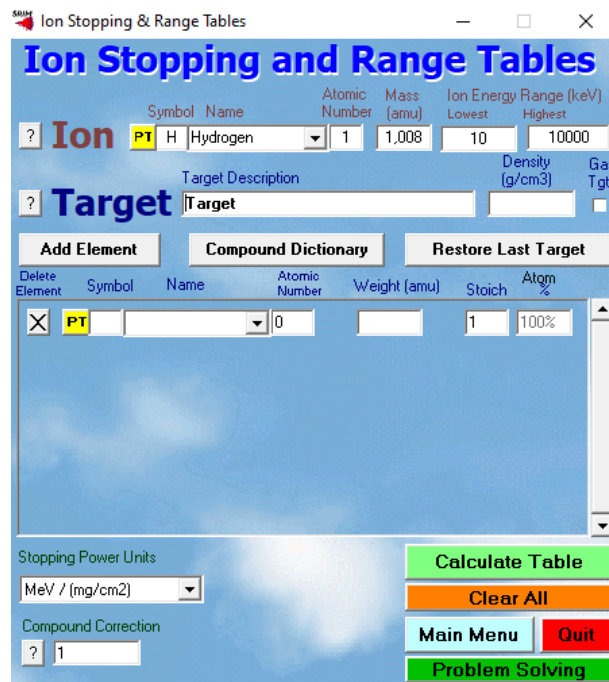 SRIM Ion Stopping & Range Tables
Ion Stopping and Range Tables
Symbol Name Atomic Number Mass (amu) Ion Energy Range (keV) Lowest Highest
? Ion PT H Hydrogen 1 1,008 10 10000
Target Description Density (g/cm3) Ga Tgt
? Target Target
Add Element Compound Dictionary Restore Last Target
Delete Element Symbol Name Atomic Number Weight (amu) Stoich Atom %
X PT 0 1 100%
Stopping Power Units
MeV / (mg/cm2)
Compound Correction
? 1
Calculate Table
Clear All
Main Menu Quit
Problem Solving